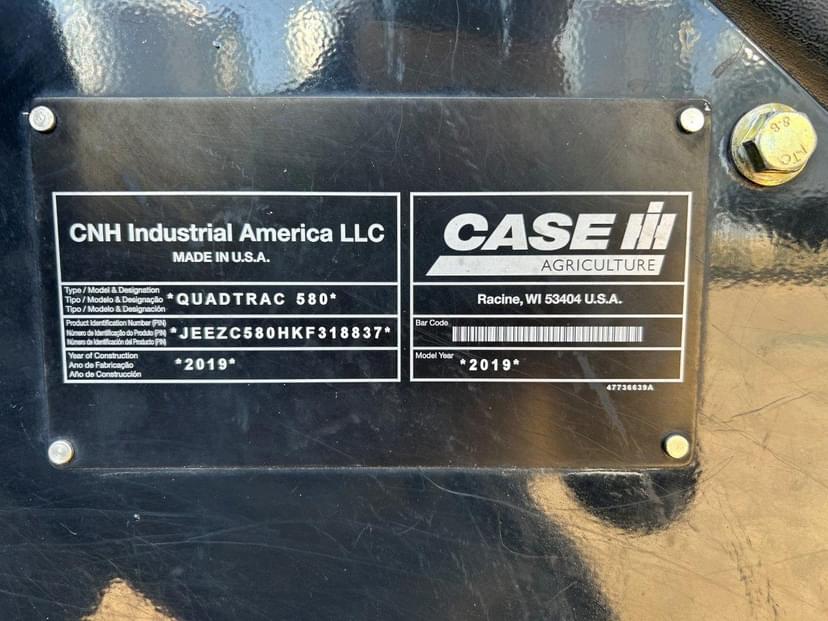 CNH Industrial America LLC
MADE IN U.S.A.
Type / Model & Designation
Tipo / Modelo & Designação
Tipo / Modelo & Designación
*QUADTRAC 580*
Product Identification Number (PIN)
Número de Identificação do Produto (PIN)
Número de Identificación del Producto (PIN)
*JEEZC580HKF318837*
Year of Construction
Ano de Fabricação
Año de Construcción
*2019*
CASE IH
AGRICULTURE
Racine, WI 53404 U.S.A.
Bar Code
Model Year
*2019*
47736639A
8.8